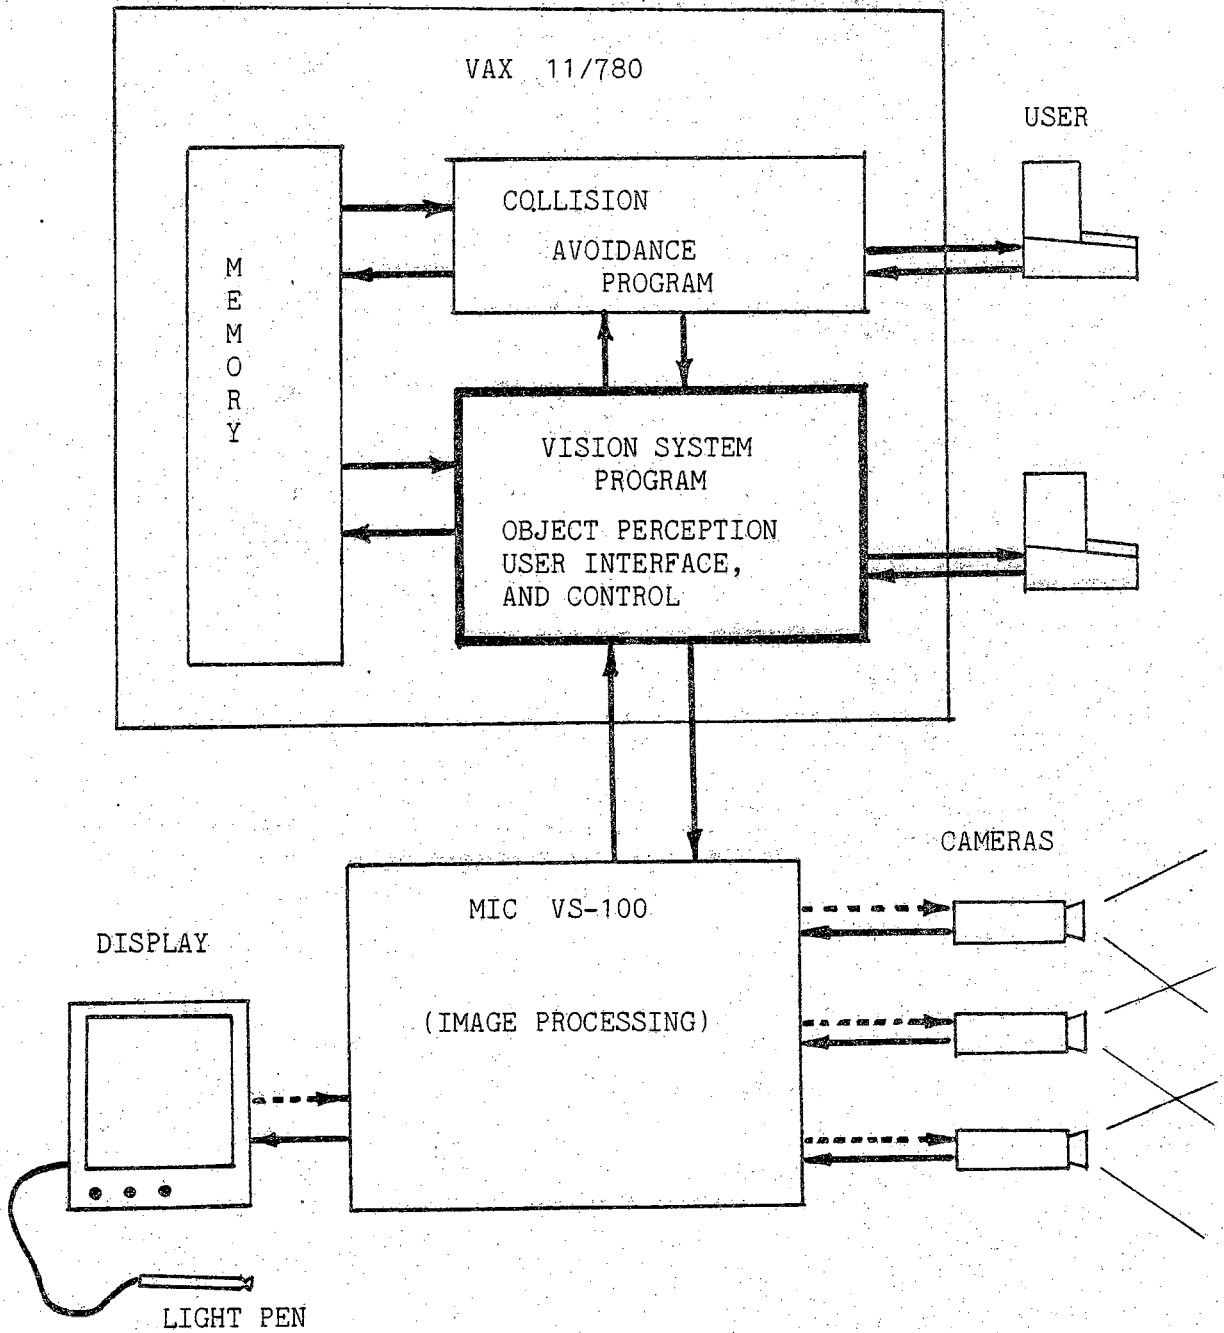 VAX 11/780
USER
COLLISION
AVOIDANCE
PROGRAM
MEMORY
VISION SYSTEM
PROGRAM
OBJECT PERCEPTION
USER INTERFACE,
AND CONTROL
CAMERAS
MIC VS-100
DISPLAY
(IMAGE PROCESSING)
LIGHT PEN